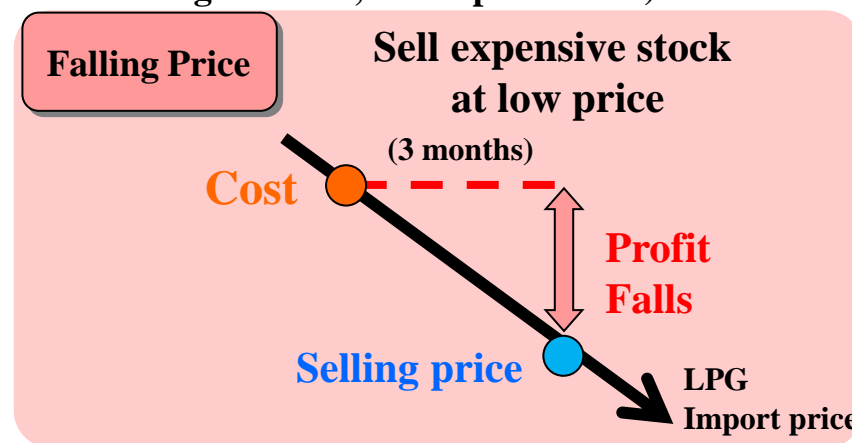 Falling Price
Sell expensive stock
at low price
(3 months)
Cost
Profit
Falls
Selling price
LPG
Import price